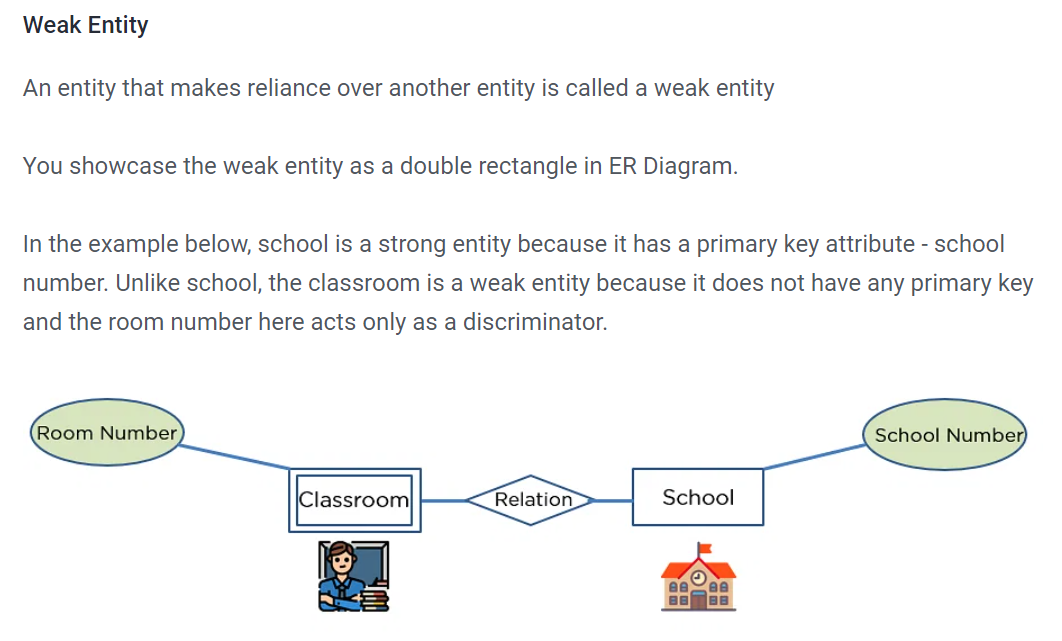 Weak Entity
An entity that makes reliance over another entity is called a weak entity
You showcase the weak entity as a double rectangle in ER Diagram.
In the example below, school is a strong entity because it has a primary key attribute - school
number. Unlike school, the classroom is a weak entity because it does not have any primary key
and the room number here acts only as a discriminator.
Room Number
School Number
Classroom
Relation
School